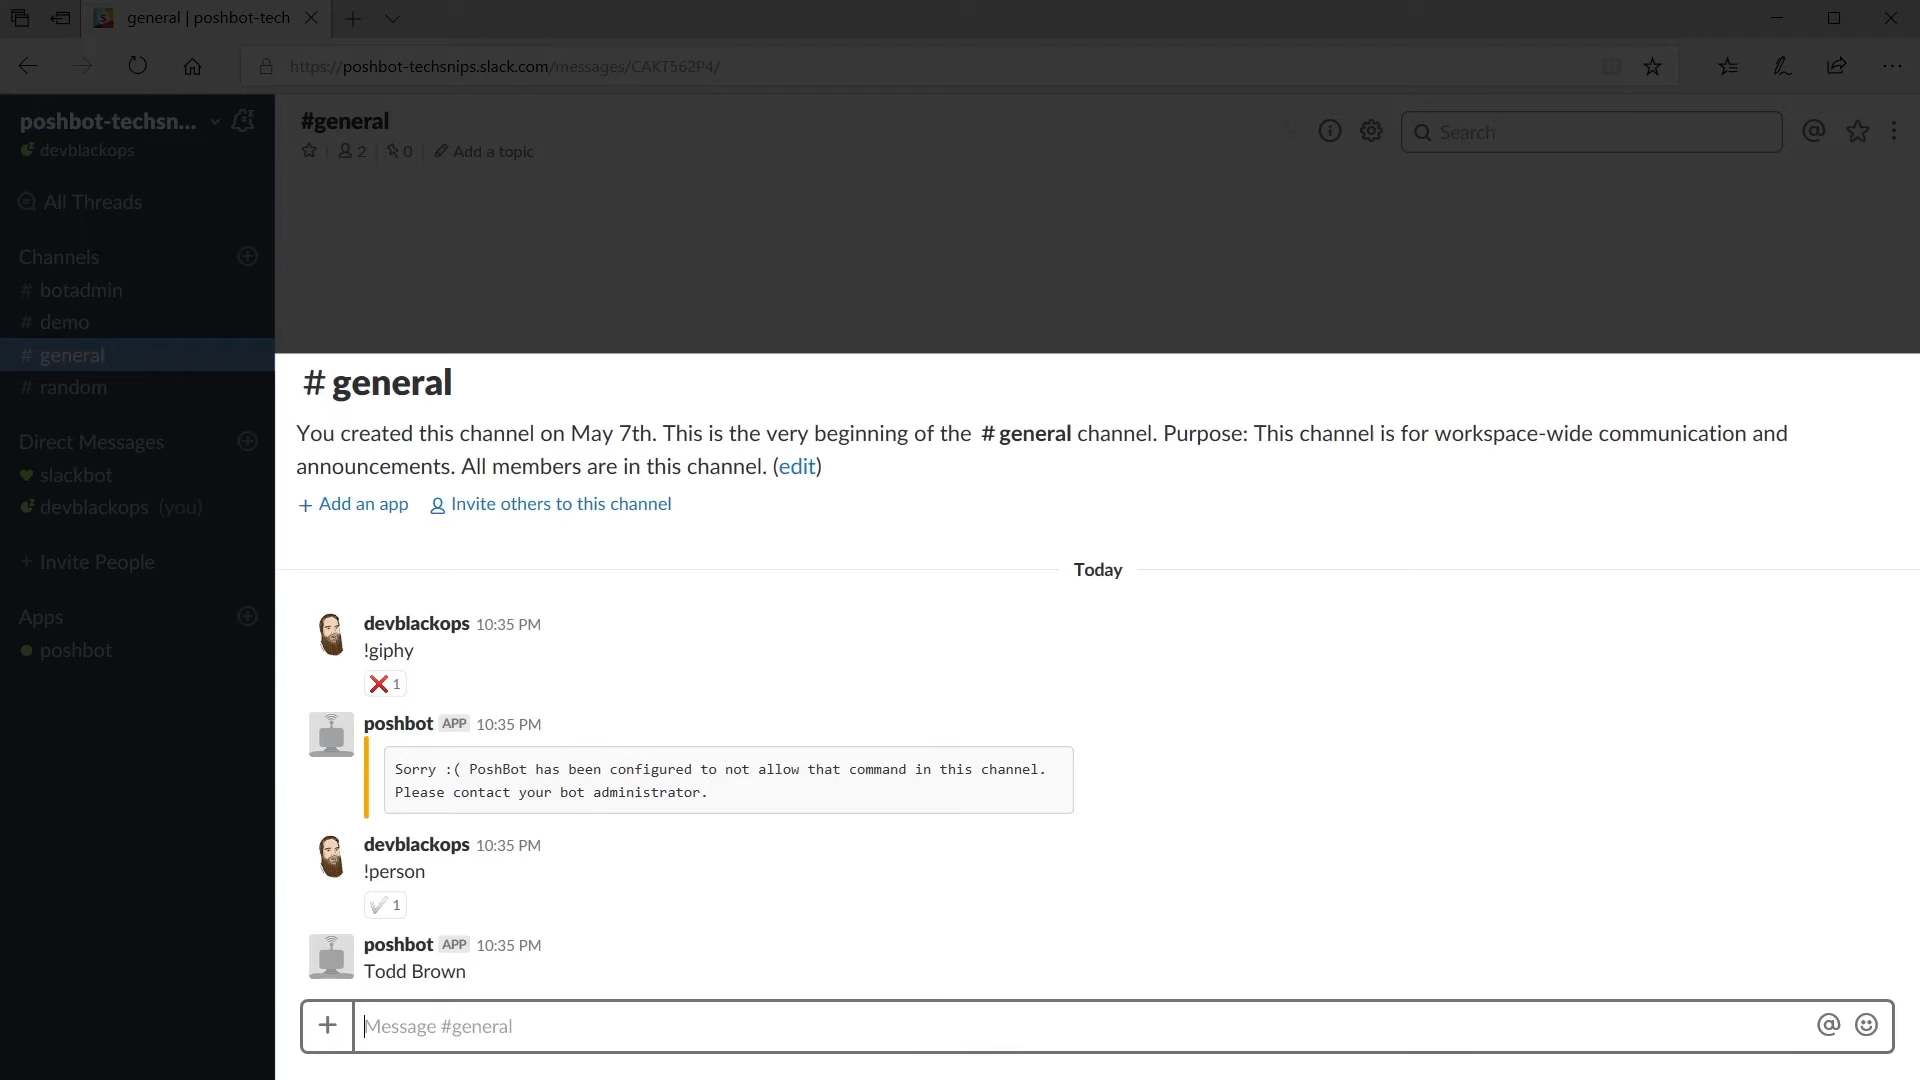 general | poshbot-tech
https://poshbot-techsnips.slack.com/messages/CAKT562P4/
poshbot-techsn...
devblackops
#general
2
0
Add a topic
Search
All Threads
Channels
# botadmin
# demo
# general
# random
Direct Messages
slackbot
devblackops (you)
+ Invite People
Apps
poshbot
# general
You created this channel on May 7th. This is the very beginning of the # general channel. Purpose: This channel is for workspace-wide communication and
announcements. All members are in this channel. (edit)
+ Add an app Invite others to this channel
Today
devblackops 10:35 PM
!giphy
1
poshbot APP 10:35 PM
Sorry :( PoshBot has been configured to not allow that command in this channel.
Please contact your bot administrator.
devblackops 10:35 PM
!person
1
poshbot APP 10:35 PM
Todd Brown
Message #general